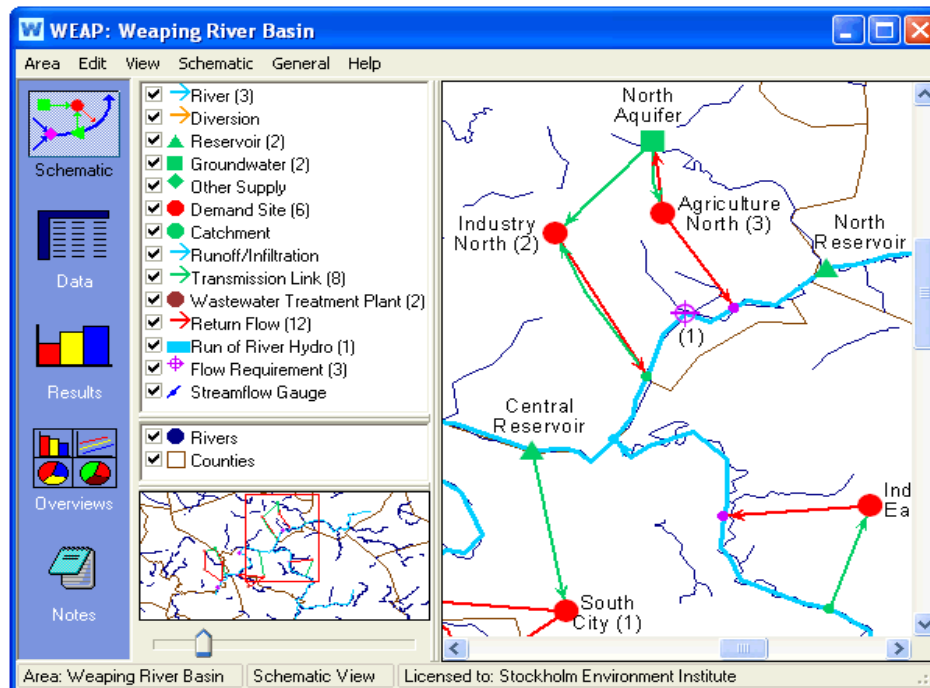 WEAP: Weaping River Basin
Area Edit View Schematic General Help
Schematic
Data
Results
Overviews
Notes
River (3)
Diversion
Reservoir (2)
Groundwater (2)
Other Supply
Demand Site (6)
Catchment
Runoff/Infiltration
Transmission Link (8)
Wastewater Treatment Plant (2)
Return Flow (12)
Run of River Hydro (1)
Flow Requirement (3)
Streamflow Gauge
Rivers
Counties
North
Aquifer
Industry
North (2)
Agriculture
North (3)
North
Reservoir
(1)
Central
Reservoir
Ind
Ea
South
City (1)
Area: Weaping River Basin Schematic View Licensed to: Stockholm Environment Institute